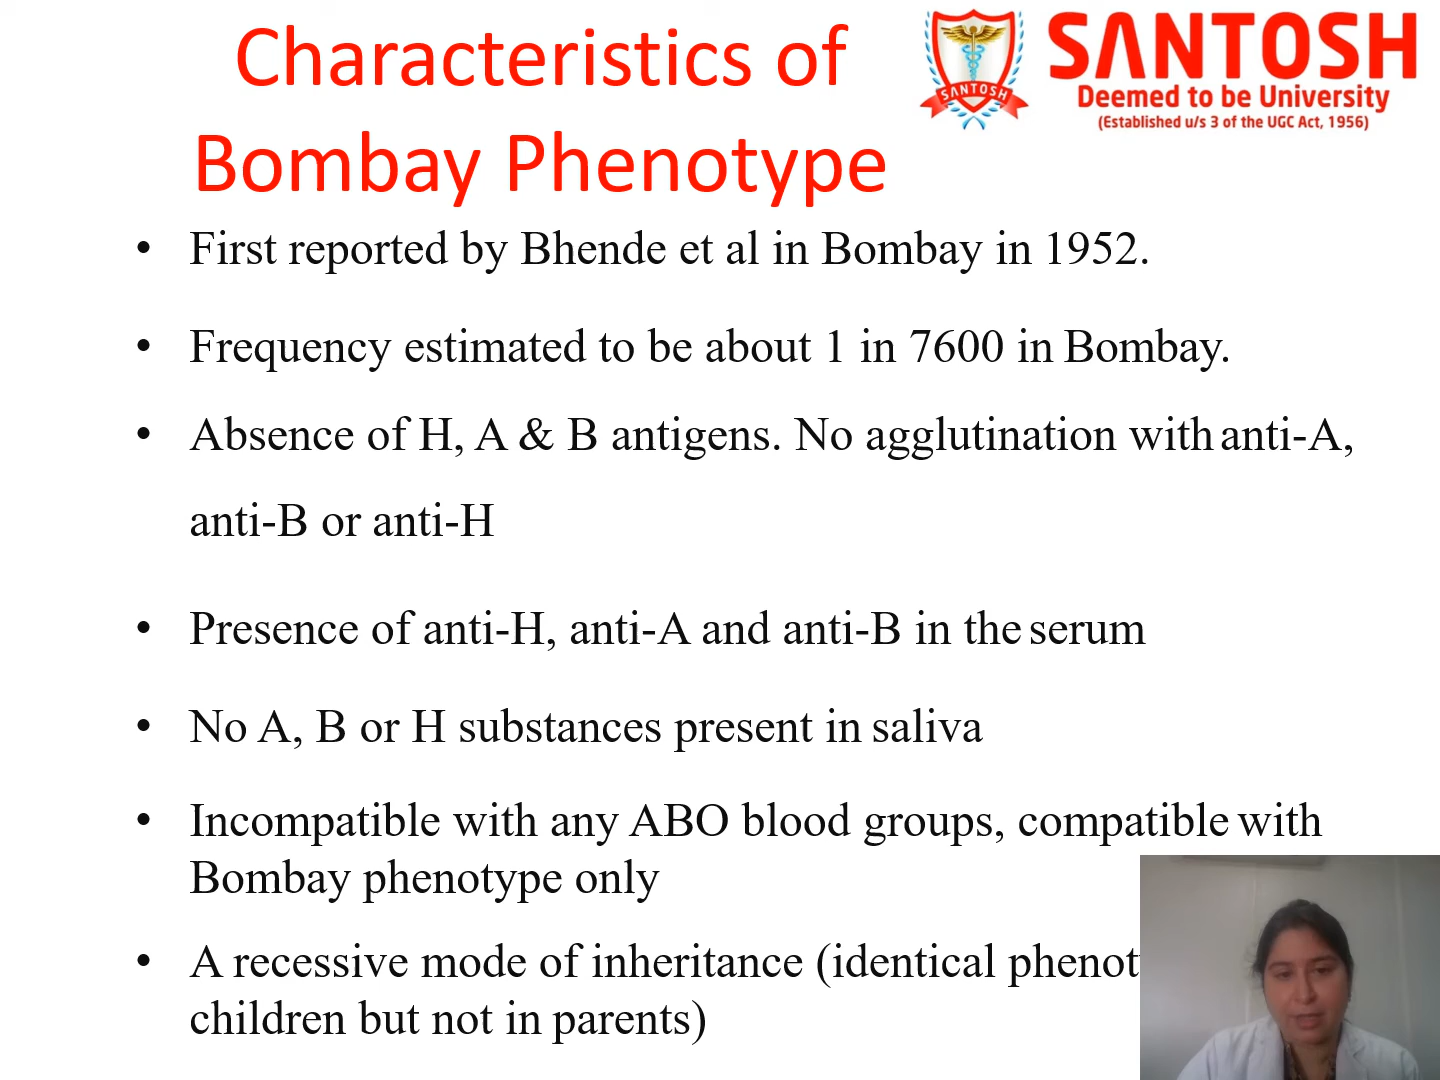 Characteristics of
Bombay Phenotype
SANTOSH
SANTOSH
Deemed to be University
(Established u/s 3 of the UGC Act, 1956)
• First reported by Bhende et al in Bombay in 1952.
• Frequency estimated to be about 1 in 7600 in Bombay.
• Absence of H, A & B antigens. No agglutination with anti-A,
anti-B or anti-H
• Presence of anti-H, anti-A and anti-B in the serum
• No A, B or H substances present in saliva
• Incompatible with any ABO blood groups, compatible with
Bombay phenotype only
• A recessive mode of inheritance (identical
children but not in parents)